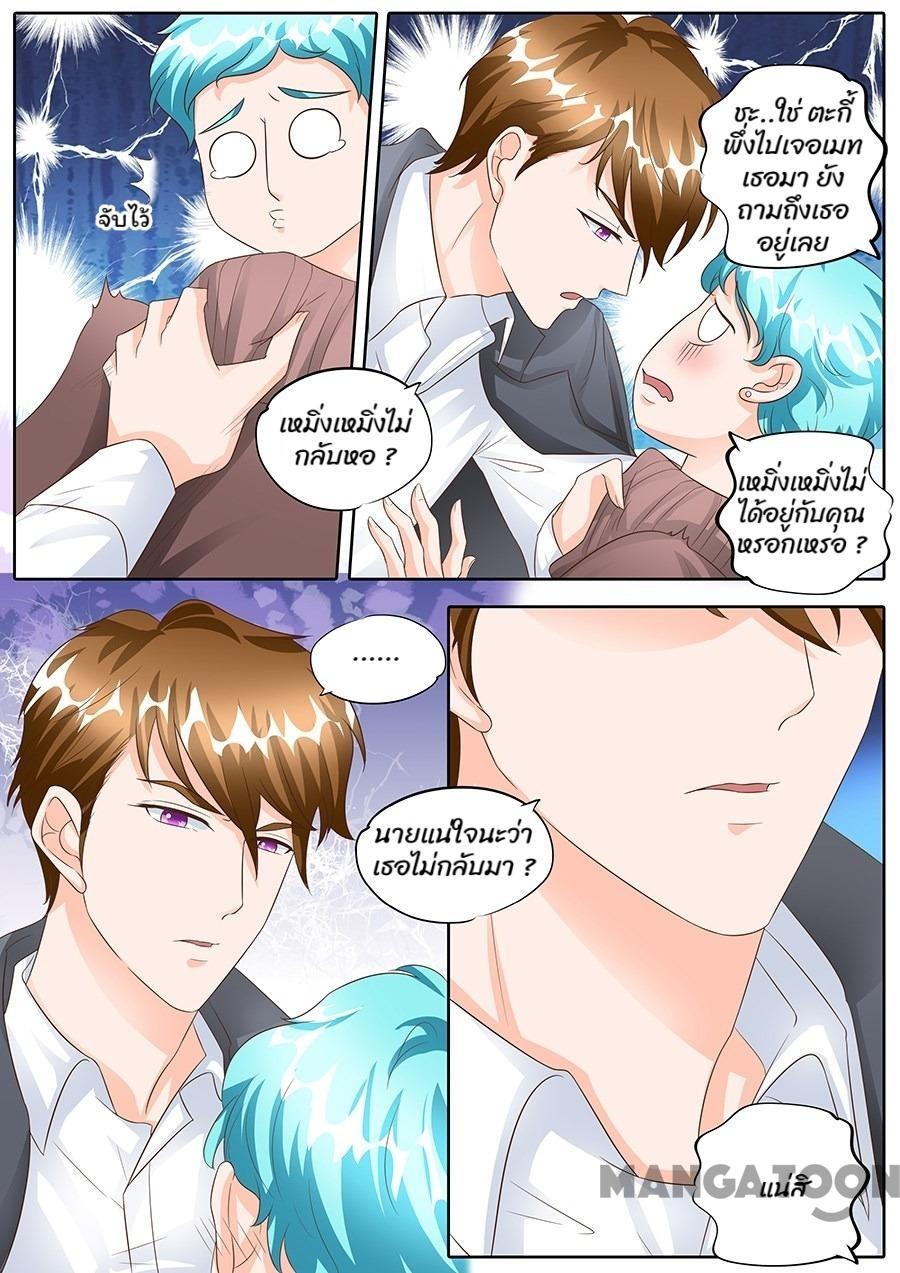 จับไว้
เหมิ่งเหมิ่งไม่
กลับหอ ?
ชะ..ใช่ ตะกี้
พึ่งไปเจอเมท
เธอมา ยัง
ถามถึงเธอ
อยู่เลย
เหมิ่งเหมิ่งไม่
ได้อยู่กับคุณ
หรอกเหรอ ?
......
นายแน่ใจนะว่า
เธอไม่กลับมา ?
แน่สิ
MANGATOON